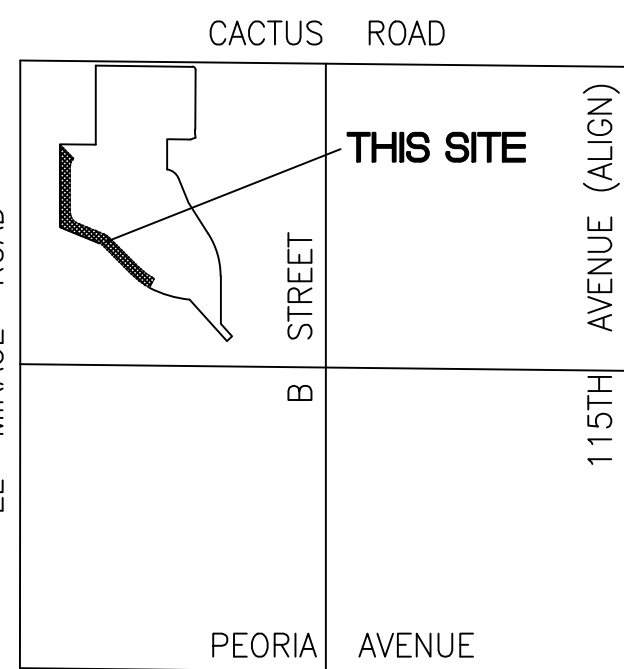 CACTUS ROAD
THIS SITE
B STREET
115TH AVENUE (ALIGN)
PEORIA AVENUE